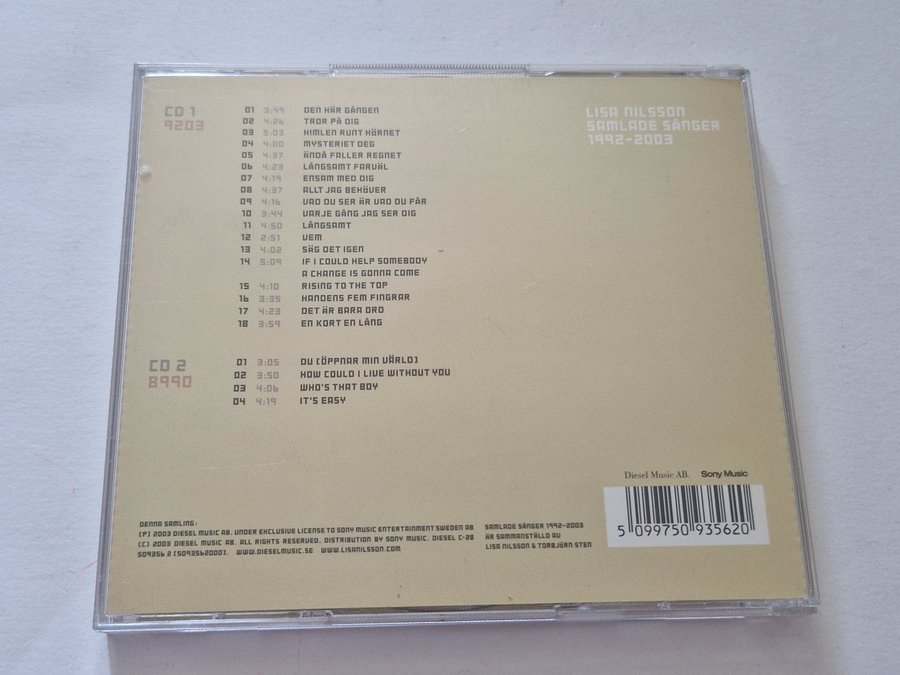 CD 1
9203
01 3:49 DEN HÄR GÅNGEN
02 4:26 TROR PÅ DIG
03 5:03 HIMLEN RUNT HÖRNET
04 4:00 MYSTERIET DEG
05 4:37 ÄNDÅ FALLER REGNET
06 4:23 LÅNGSAMT FARVÄL
07 4:19 ENSAM MED DIG
08 4:37 ALLT JAG BEHÖVER
09 4:16 VAD DU SER ÄR VAD DU FÅR
10 3:44 VARJE GÅNG JAG SER DIG
11 4:50 LÅNGSAMT
12 2:51 VEM
13 4:02 SÄG DET IGEN
14 5:09 IF I COULD HELP SOMEBODY
A CHANGE IS GONNA COME
15 4:10 RISING TO THE TOP
16 3:35 HANDENS FEM FINGRAR
17 4:23 DET ÄR BARA ORD
18 3:59 EN KORT EN LÅNG
CD 2
8990
01 3:05 DU (ÖPPNAR MIN VÄRLD)
02 3:50 HOW COULD I LIVE WITHOUT YOU
03 4:06 WHO'S THAT BOY
04 4:19 IT'S EASY
LISA NILSSON
SAMLADE SÅNGER
1992-2003
DENNA SAMLING:
(P) 2003 DIESEL MUSIC AB. UNDER EXCLUSIVE LICENSE TO SONY MUSIC ENTERTAINMENT SWEDEN AB
(C) 2003 DIESEL MUSIC AB. ALL RIGHTS RESERVED. DISTRIBUTION BY SONY MUSIC. DIESEL C-28
509356 2 (5093562000). WWW.DIESELMUSIC.SE WWW.LISANILSSON.COM
SAMLADE SÅNGER 1992-2003
ÄR SAMMANSTÄLLD AV
LISA NILSSON & TORBJÖRN STEN
Diesel Music AB. Sony Music
5 099750 935620